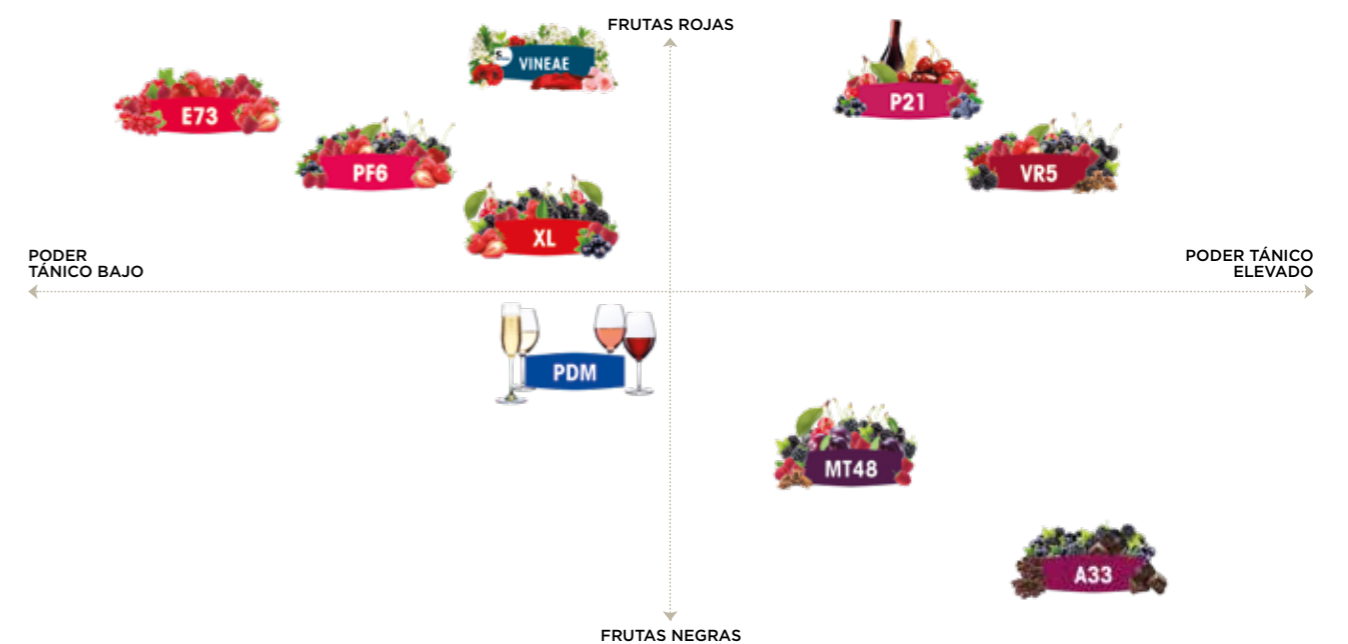 FRUTAS ROJAS
VINEAE
E73
P21
PF6
VR5
XL
PODER
TÁNICO BAJO
PODER TÁNICO
ELEVADO
PDM
MT48
A33
FRUTAS NEGRAS